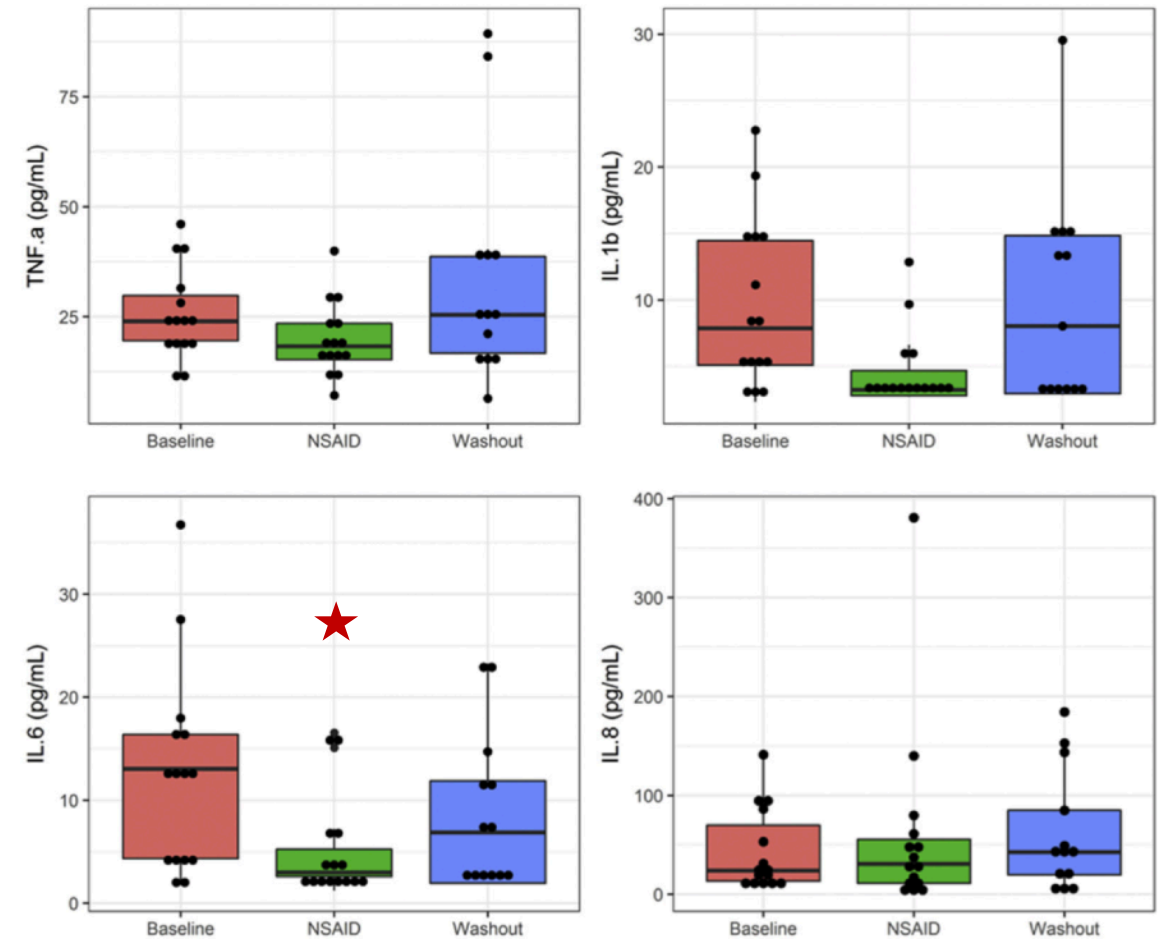 TNF.a (pg/mL)
75
50
25
Baseline NSAID Washout
IL.1b (pg/mL)
30
20
10
Baseline NSAID Washout
IL.6 (pg/mL)
30
20
10
0
Baseline NSAID Washout
IL.8 (pg/mL)
400
300
200
100
0
Baseline NSAID Washout